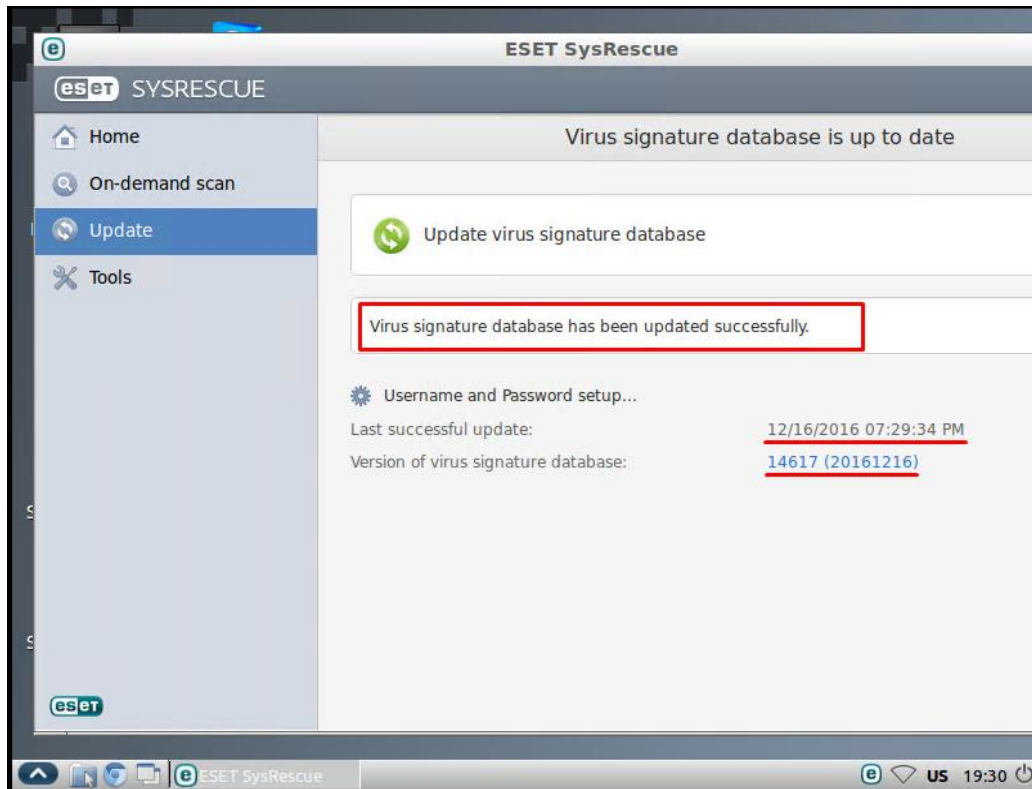 ESET SysRescue
eset SYSRESCUE
Home
On-demand scan
Update
Tools
Virus signature database is up to date
Update virus signature database
Virus signature database has been updated successfully.
Username and Password setup...
Last successful update: 12/16/2016 07:29:34 PM
Version of virus signature database: 14617 (20161216)
eset
ESET SysRescue
US 19:30